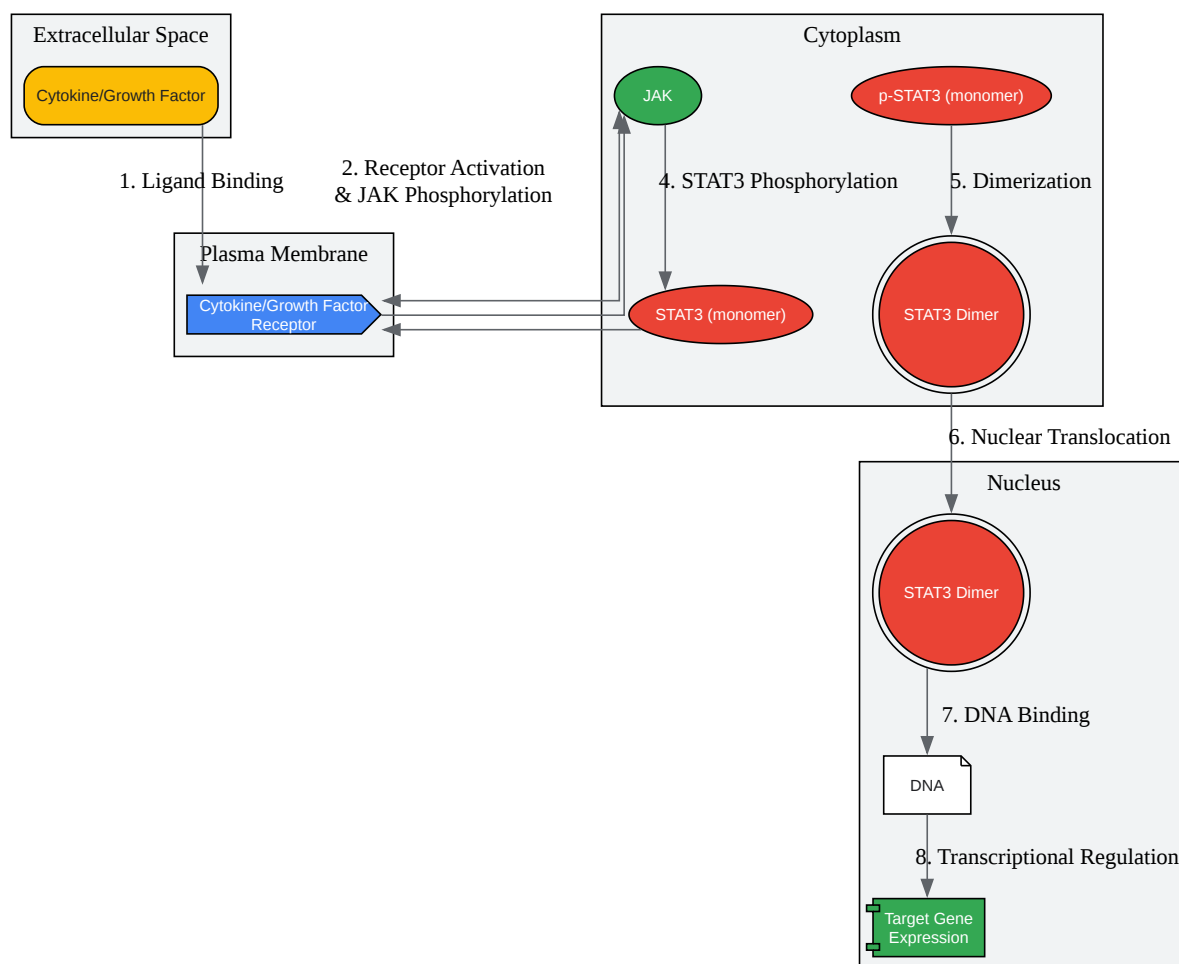 Extracellular Space
Cytokine/Growth Factor
1. Ligand Binding
Plasma Membrane
Cytokine/Growth Factor
Receptor
2. Receptor Activation
& JAK Phosphorylation
Cytoplasm
JAK
p-STAT3 (monomer)
4. STAT3 Phosphorylation
5. Dimerization
STAT3 (monomer)
STAT3 Dimer
6. Nuclear Translocation
Nucleus
STAT3 Dimer
7. DNA Binding
DNA
8. Transcriptional Regulation
Target Gene
Expression